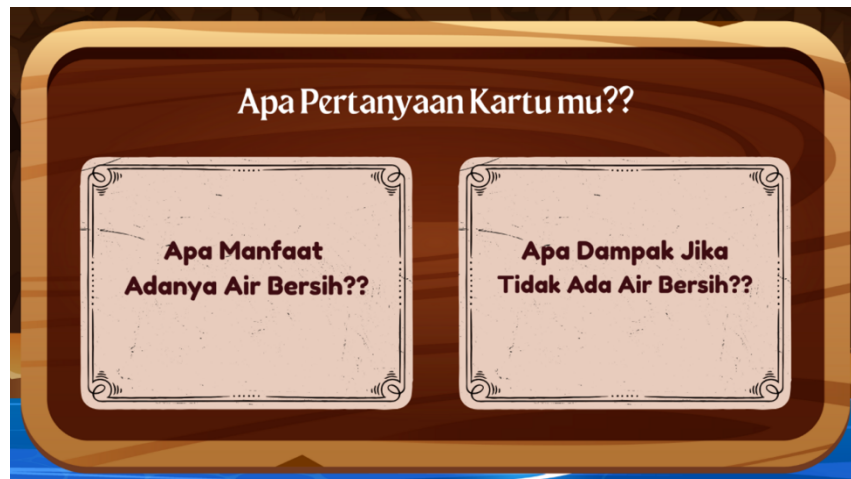 Apa Pertanyaan Kartu mu??
Apa Manfaat
Adanya Air Bersih??
Apa Dampak Jika
Tidak Ada Air Bersih??